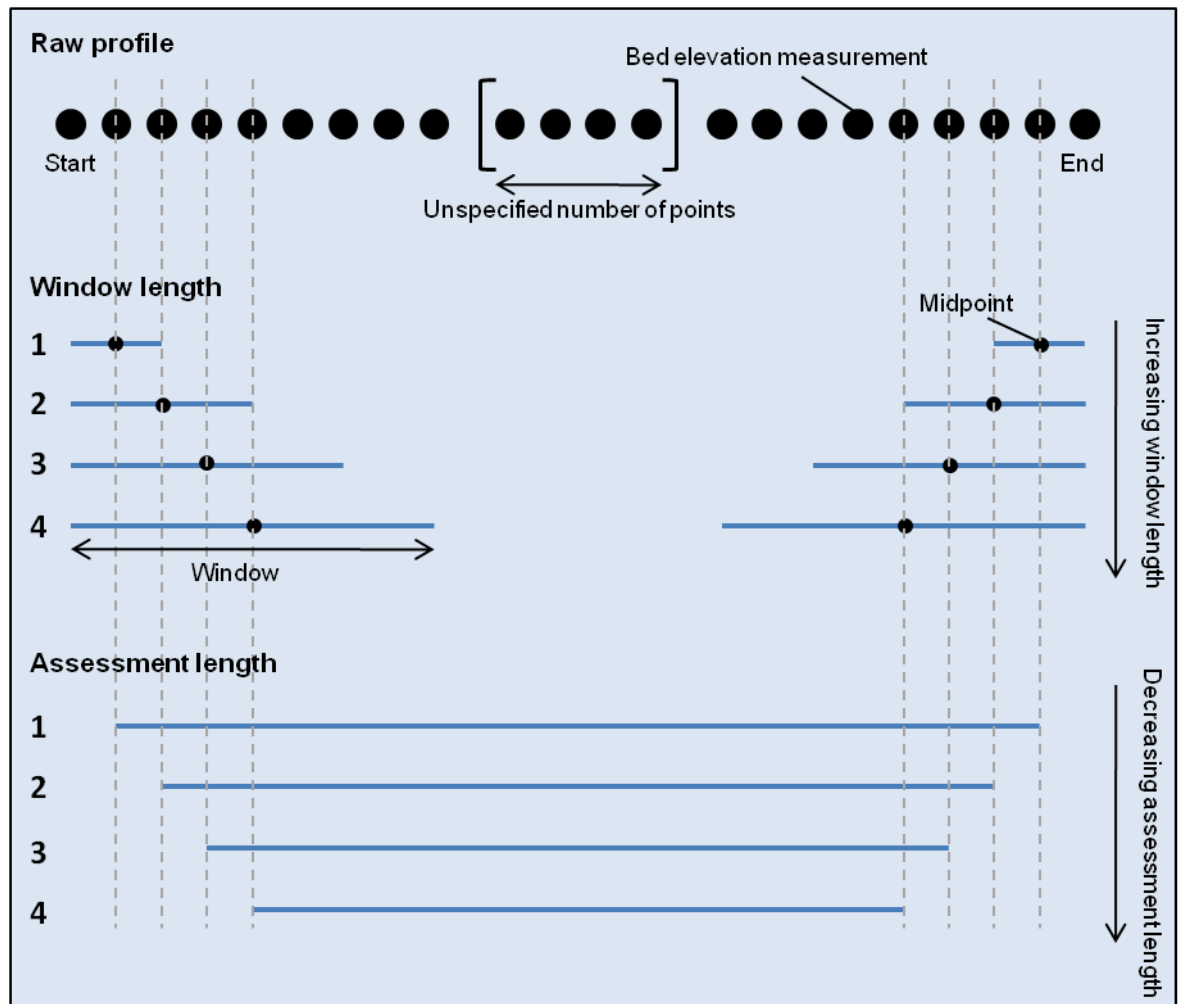 Raw profile
Bed elevation measurement
Start
End
Unspecified number of points
Window length
Midpoint
1
2
3
4
Window
Increasing window length
Assessment length
1
2
3
4
Decreasing assessment length